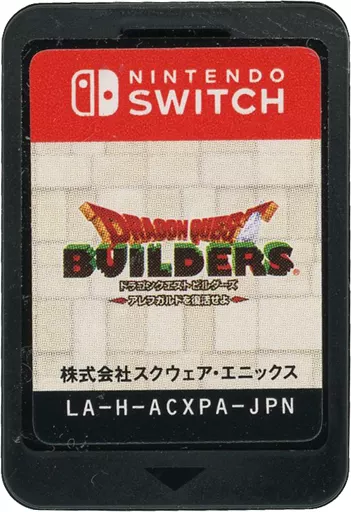 NINTENDO
SWITCH
DRAGON QUEST
BUILDERS®
ドラゴンクエストビルダーズ
アレフガルドを復活せよ
株式会社スクウェア・エニックス
LA-H-ACXPA-JPN